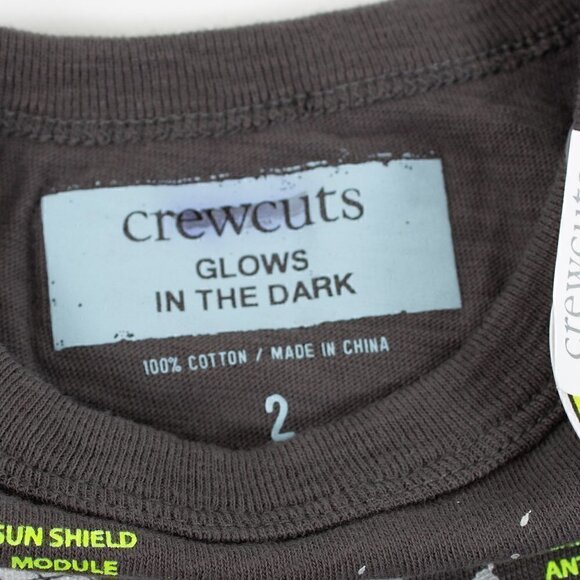 crewcuts
GLOWS
IN THE DARK
100% COTTON / MADE IN CHINA
2
crewcuts
SUN SHIELD
MODULE